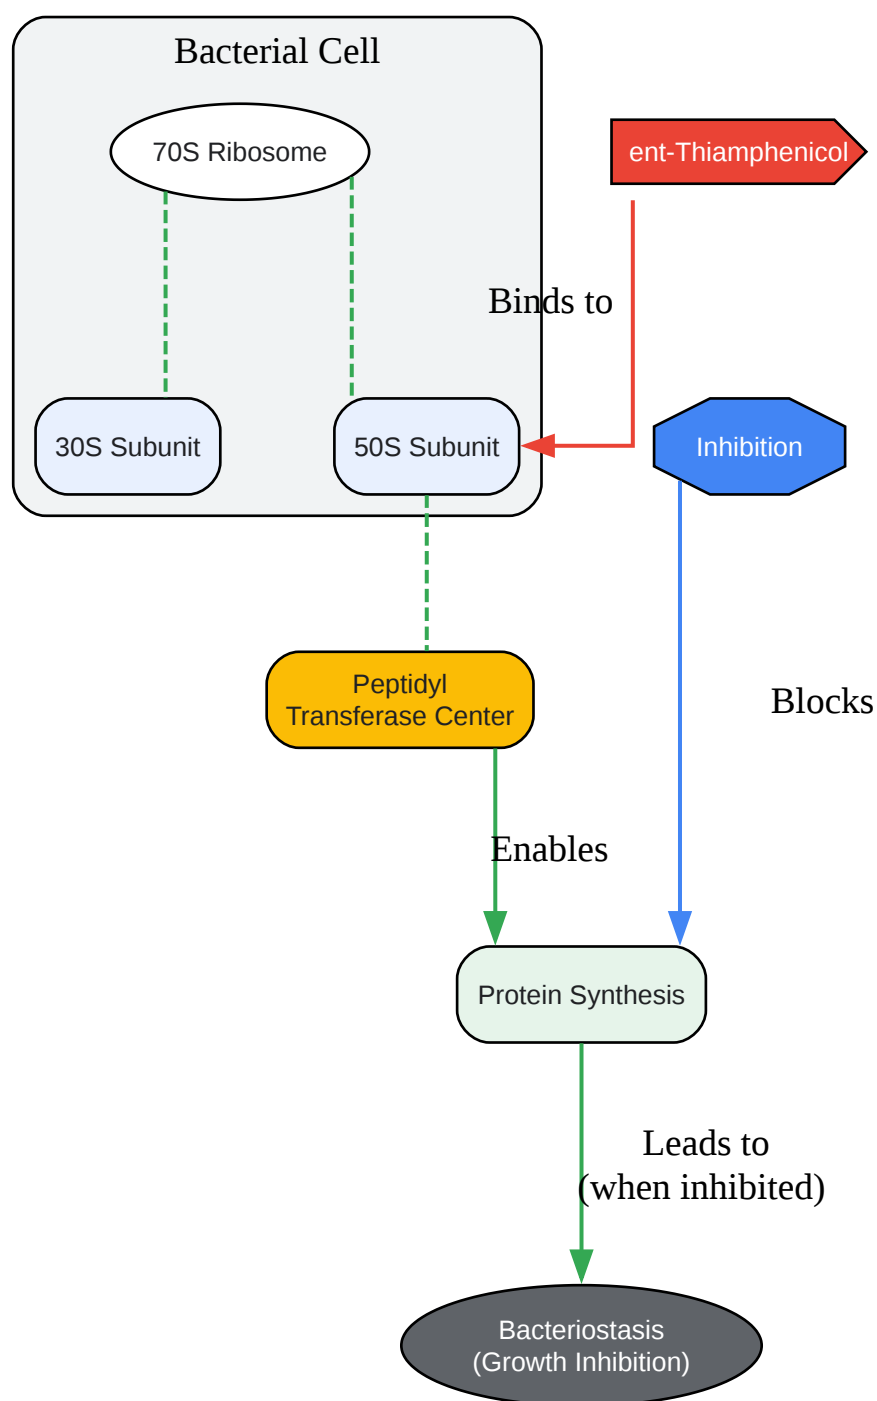 Bacterial Cell
70S Ribosome
ent-Thiamphenicol
Binds to
30S Subunit
50S Subunit
Inhibition
Peptidyl
Transferase Center
Blocks
Enables
Protein Synthesis
Leads to
(when inhibited)
Bacteriostasis
(Growth Inhibition)